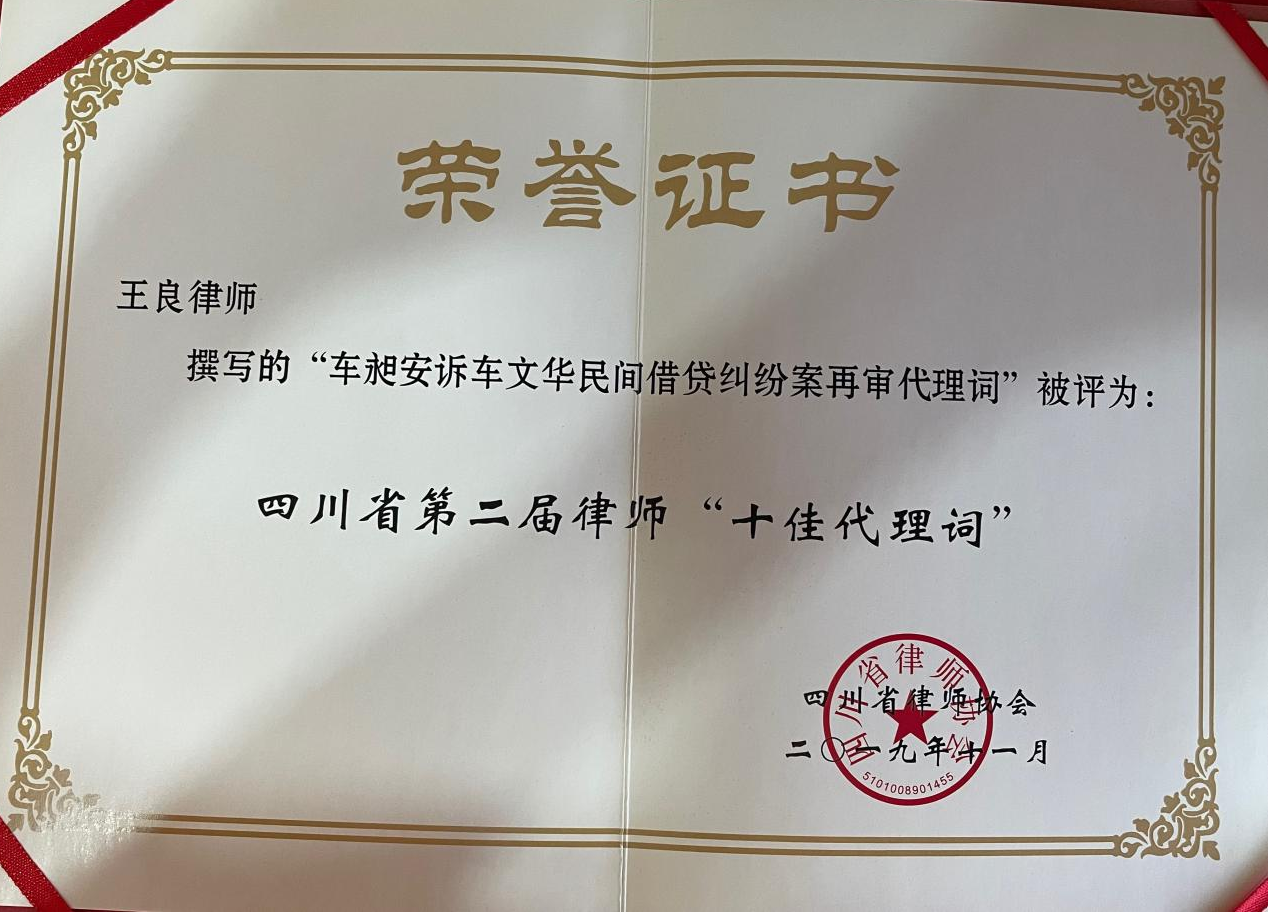 荣誉证书
王良律师
撰写的“车昶安诉车文华民间借贷纠纷案再审代理词”被评为：
四川省第二届律师“十佳代理词”
四川省律师协会
二〇一九年十一月
四川省律师协会
5101008901455